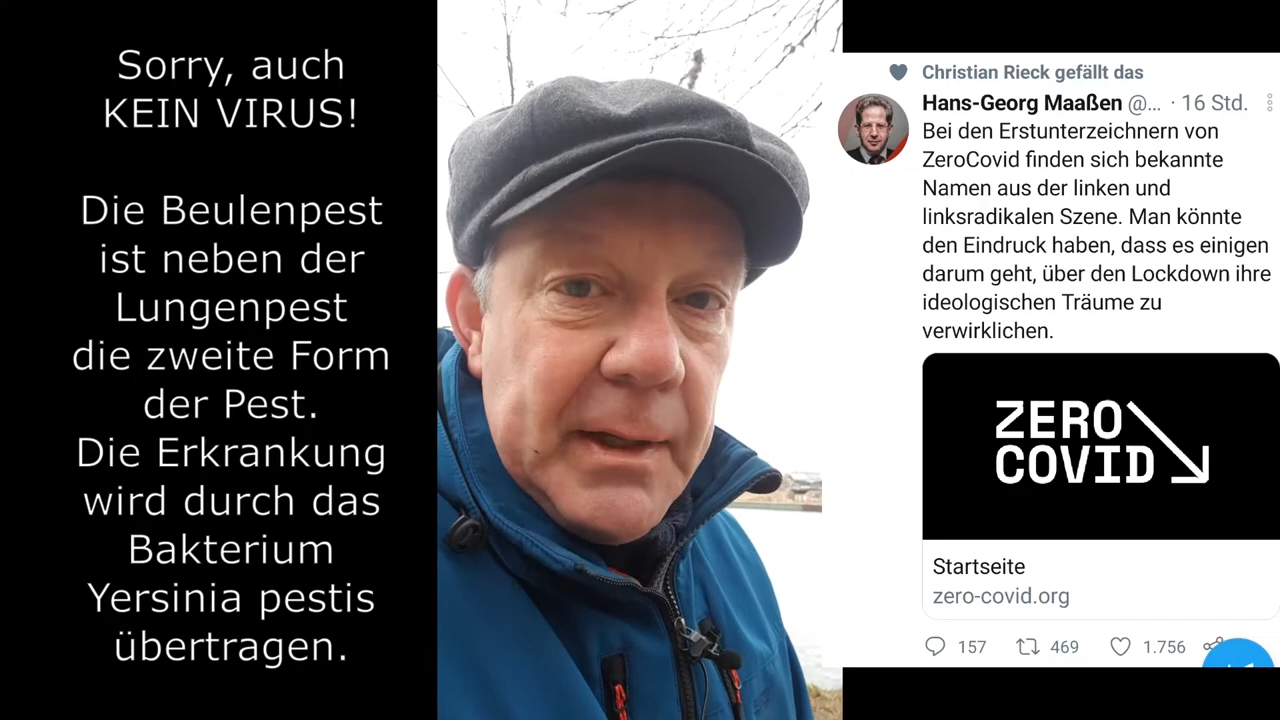 Sorry, auch
KEIN VIRUS!
Die Beulenpest
ist neben der
Lungenpest
die zweite Form
der Pest.
Die Erkrankung
wird durch das
Bakterium
Yersinia pestis
übertragen.
Christian Rieck gefällt das
Hans-Georg Maaßen @... · 16 Std.
Bei den Erstunterzeichnern von
ZeroCovid finden sich bekannte
Namen aus der linken und
linksradikalen Szene. Man könnte
den Eindruck haben, dass es einigen
darum geht, über den Lockdown ihre
ideologischen Träume zu
verwirklichen.
ZERO
COVID
Startseite
zero-covid.org
157 469 1.756